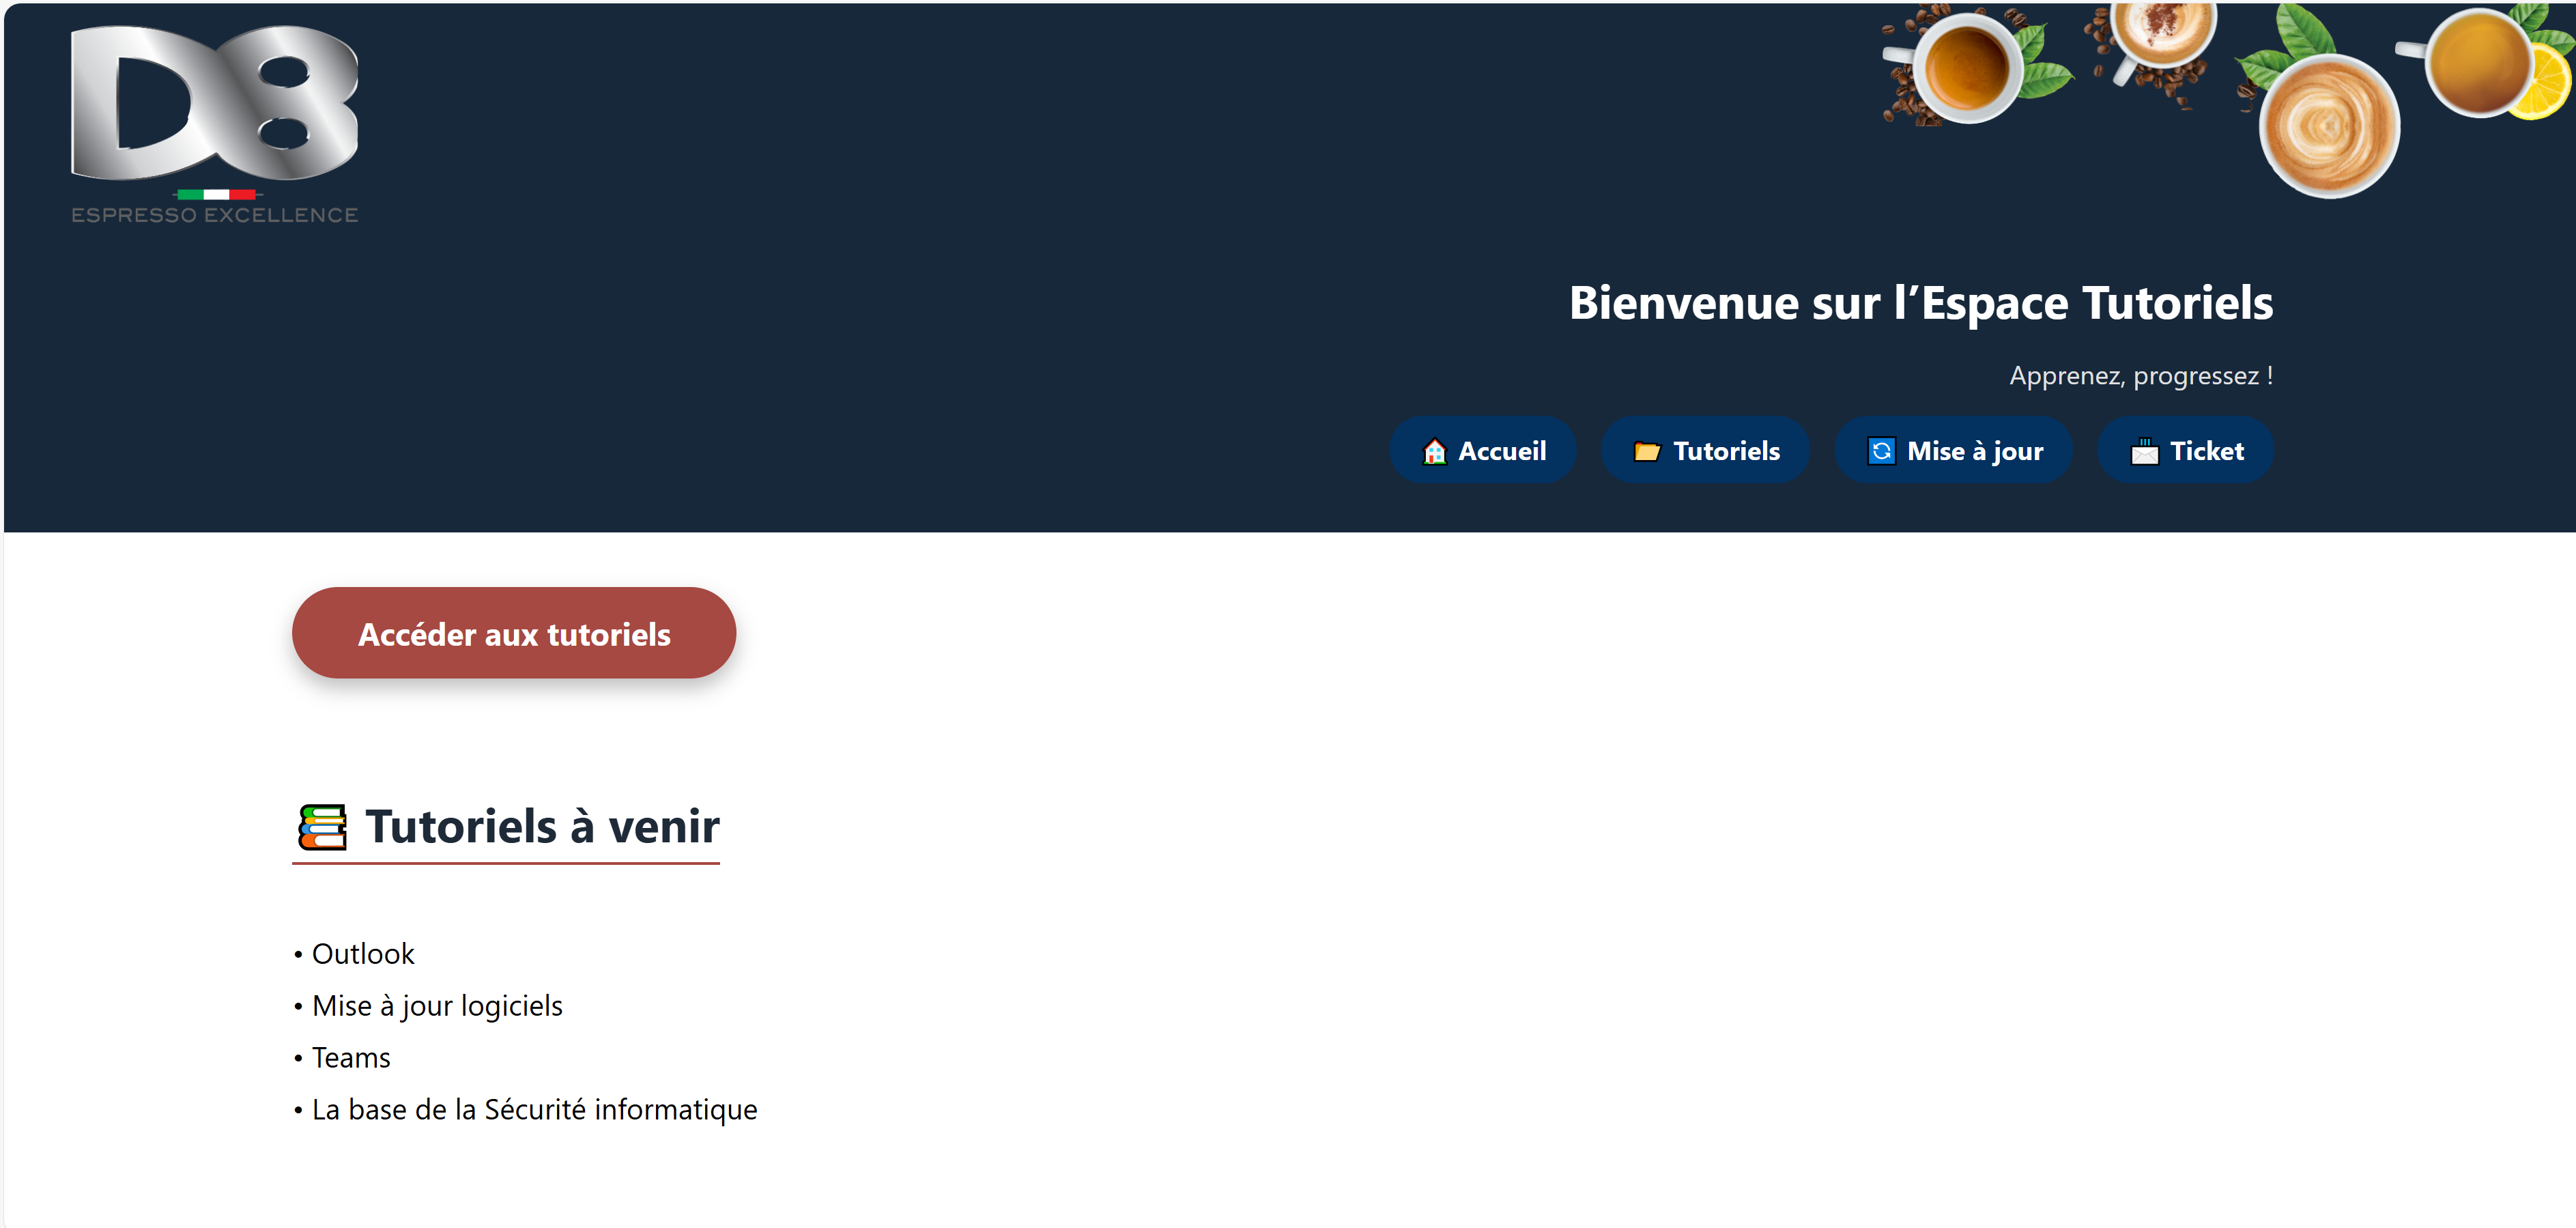 D8
ESPRESSO EXCELLENCE
Bienvenue sur l’Espace Tutoriels
Apprenez, progressez !
Accueil
Tutoriels
Mise à jour
Ticket
Accéder aux tutoriels
Tutoriels à venir
• Outlook
• Mise à jour logiciels
• Teams
• La base de la Sécurité informatique